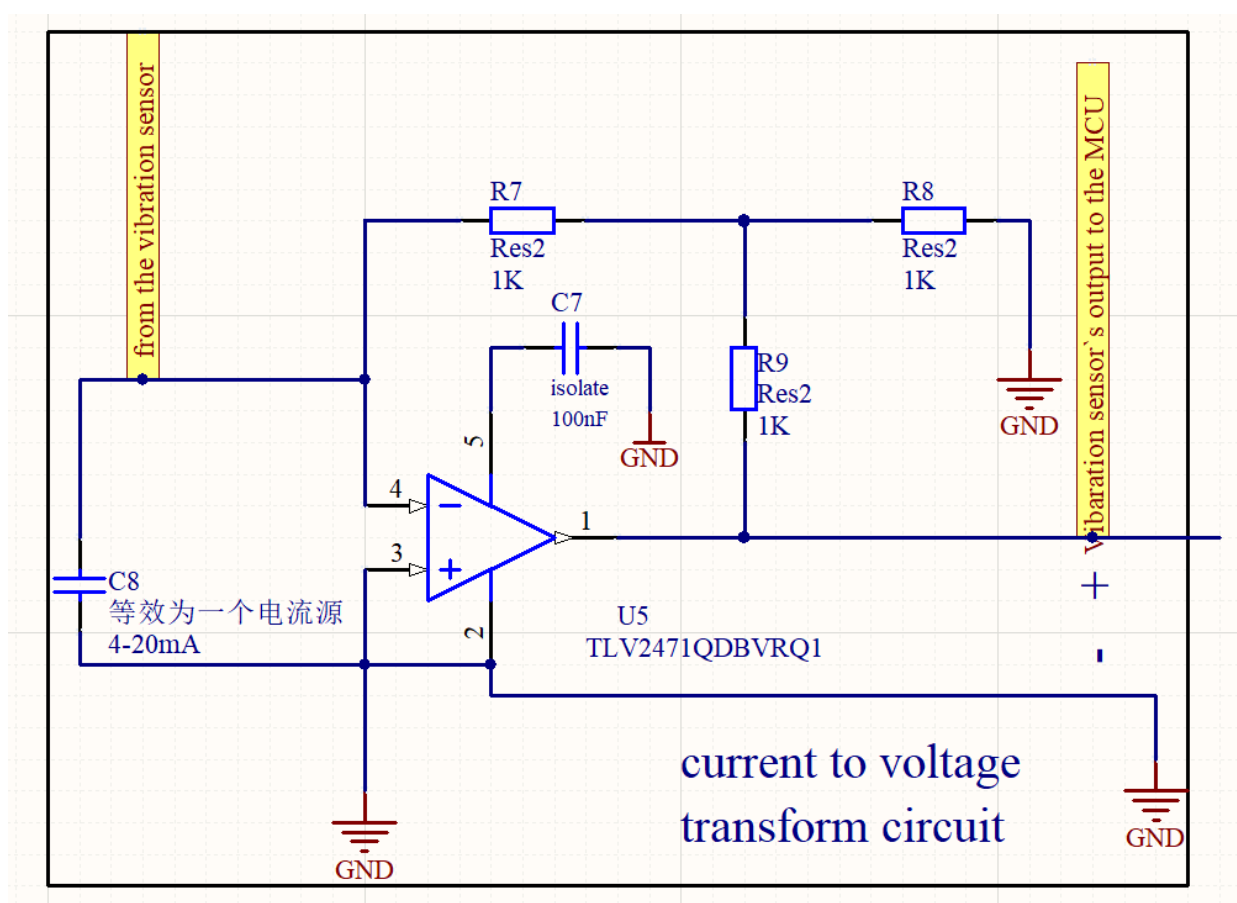 from the vibration sensor
Vibaration sensor`s output to the MCU
R7
Res2
1K
R8
Res2
1K
C7
isolate
100nF
GND
R9
Res2
1K
GND
5
4
3
1
2
C8
等效为一个电流源
4-20mA
U5
TLV2471QDBVRQ1
+
-
current to voltage
transform circuit
GND
GND